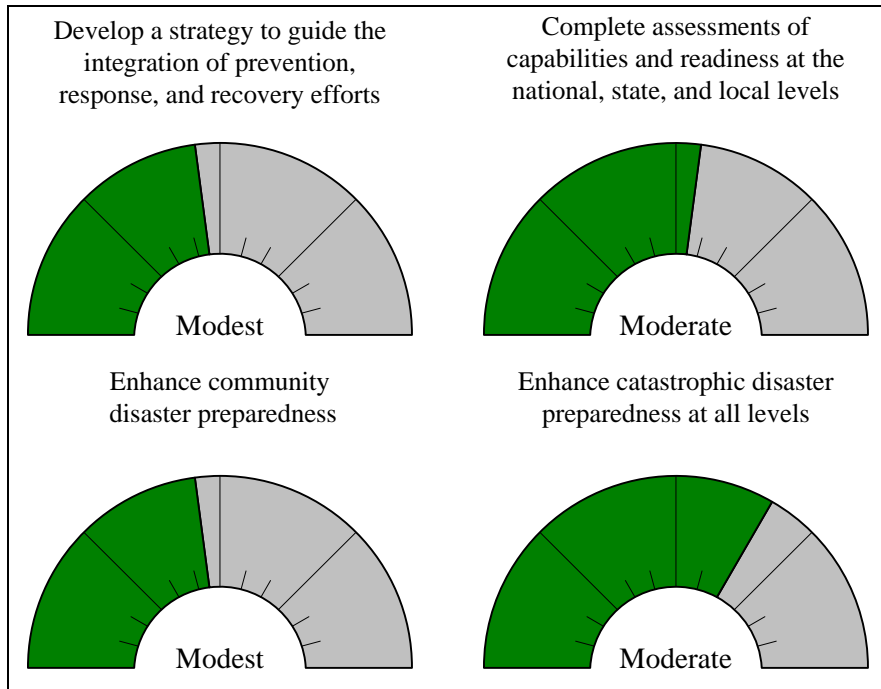 Develop a strategy to guide the
integration of prevention,
response, and recovery efforts
Modest
Complete assessments of
capabilities and readiness at the
national, state, and local levels
Moderate
Enhance community
disaster preparedness
Modest
Enhance catastrophic disaster
preparedness at all levels
Moderate